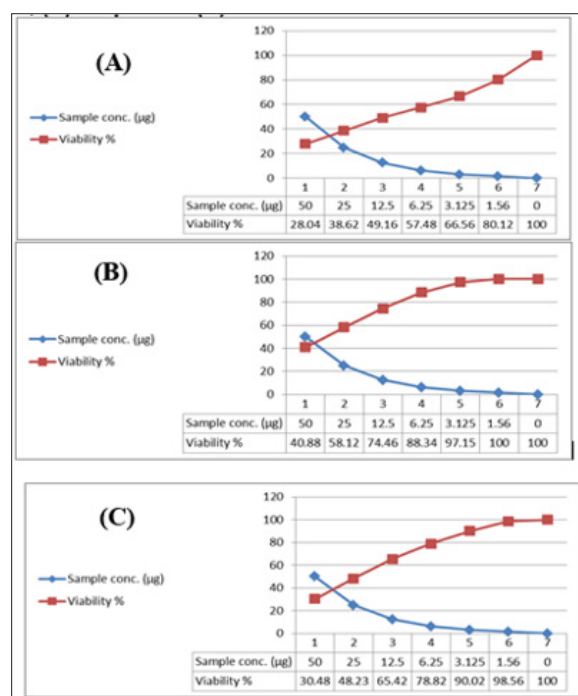 (A)
120
100
80
60
40
20
0
Sample conc. (µg)
Viability %
1 2 3 4 5 6 7
Sample conc. (µg) 50 25 12.5 6.25 3.125 1.56 0
Viability % 28.04 38.62 49.16 57.48 66.56 80.12 100
(B)
120
100
80
60
40
20
0
Sample conc. (µg)
Viability %
1 2 3 4 5 6 7
Sample conc. (µg) 50 25 12.5 6.25 3.125 1.56 0
Viability % 40.88 58.12 74.46 88.34 97.15 100 100
(C)
120
100
80
60
40
20
0
Sample conc. (µg)
Viability %
1 2 3 4 5 6 7
Sample conc. (µg) 50 25 12.5 6.25 3.125 1.56 0
Viability % 30.48 48.23 65.42 78.82 90.02 98.56 100